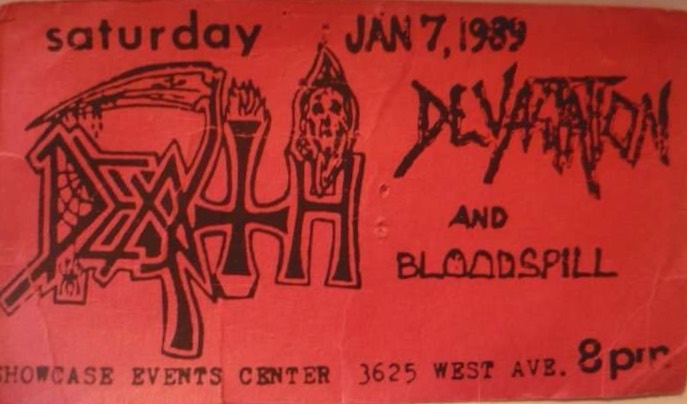 saturday JAN 7, 1989
DEATH
DEVASTATION
AND
BLOODSPILL
SHOWCASE EVENTS CENTER 3625 WEST AVE. 8pm